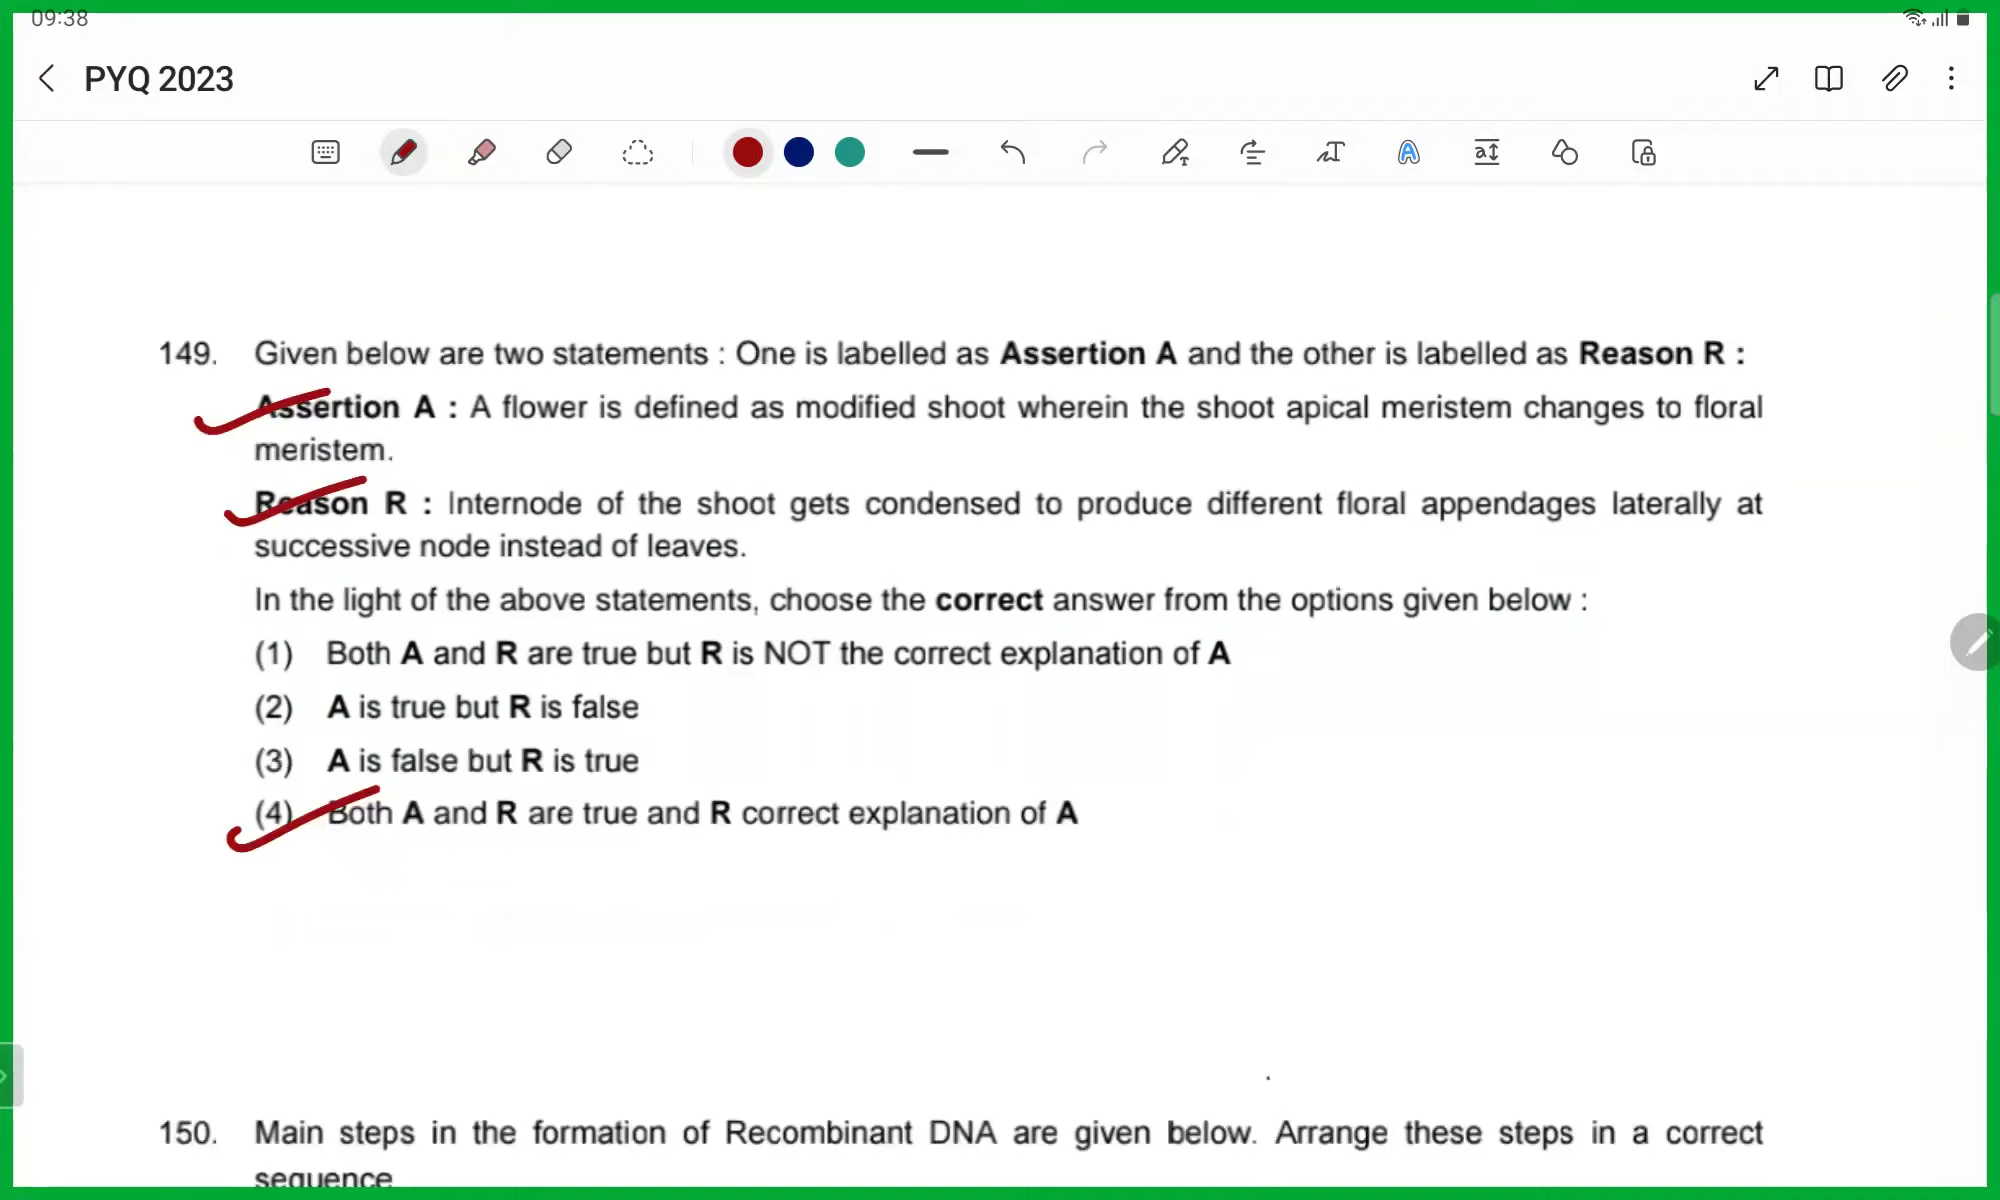 09:38
PYQ 2023
149. Given below are two statements : One is labelled as Assertion A and the other is labelled as Reason R :
Assertion A : A flower is defined as modified shoot wherein the shoot apical meristem changes to floral
meristem.
Reason R : Internode of the shoot gets condensed to produce different floral appendages laterally at
successive node instead of leaves.
In the light of the above statements, choose the correct answer from the options given below :
(1) Both A and R are true but R is NOT the correct explanation of A
(2) A is true but R is false
(3) A is false but R is true
(4) Both A and R are true and R correct explanation of A
150. Main steps in the formation of Recombinant DNA are given below. Arrange these steps in a correct
sequence